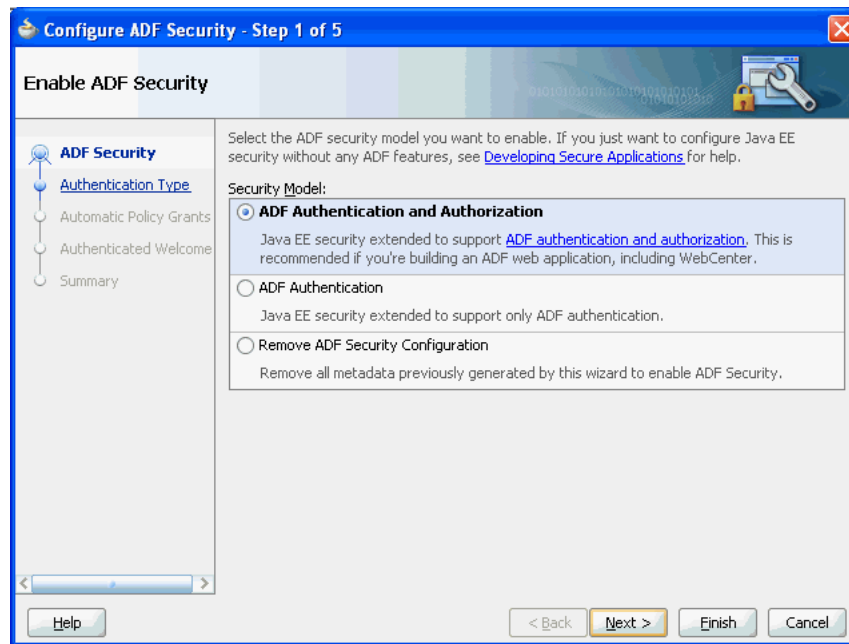 Configure ADF Security - Step 1 of 5
Enable ADF Security
ADF Security
Authentication Type
Automatic Policy Grants
Authenticated Welcome
Summary
Select the ADF security model you want to enable. If you just want to configure Java EE
security without any ADF features, see Developing Secure Applications for help.
Security Model:
ADF Authentication and Authorization
Java EE security extended to support ADF authentication and authorization. This is
recommended if you're building an ADF web application, including WebCenter.
ADF Authentication
Java EE security extended to support only ADF authentication.
Remove ADF Security Configuration
Remove all metadata previously generated by this wizard to enable ADF Security.
Help
< Back
Next >
Finish
Cancel